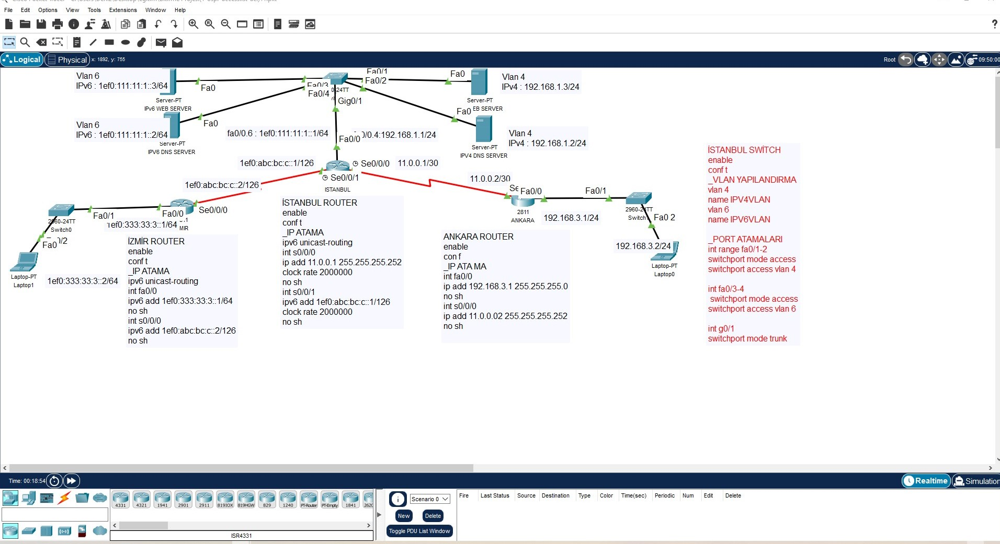 File Edit Options View Tools Extensions Window Help
Logical Physical x: 1892, y: 755
Root 09:50:00
Vlan 6
IPv6 : 1ef0:111:11:1::3/64
Fa0
Server-PT
IPv6 WEB SERVER
Vlan 6
IPv6 : 1ef0:111:11:1::2/64
Fa0
Server-PT
IPV6 DNS SERVER
Fa0/3
Fa0/4
Fa0/1
Fa0/2
Gig0/1
Fa0
Server-PT
EB SERVER
Vlan 4
IPv4 : 192.168.1.3/24
Fa0
Server-PT
IPV4 DNS SERVER
Vlan 4
IPv4 : 192.168.1.2/24
fa0/0.6 : 1ef0:111:11:1::1/64
Fa0/0
0/0.4:192.168.1.1/24
1ef0:abc:bc:c::1/126
Se0/0/0
11.0.0.1/30
Se0/0/1
ISTANBUL
1ef0:abc:bc:c::2/126
11.0.0.2/30
Fa0/0
Fa0/1
2811
ANKARA
192.168.3.1/24
2960-24TT
Switch
Fa0 2
192.168.3.2/24
Laptop-PT
Laptop0
Fa0/1
Fa0/0
Se0/0/0
1ef0:333:33:3::1/64
MIR
2960-24TT
Switch0
Fa0
Laptop-PT
Laptop1
1ef0:333:33:3::2/64
İZMİR ROUTER
enable
conf t
_IP ATAMA
ipv6 unicast-routing
int fa0/0
ipv6 add 1ef0:333:33:3::1/64
no sh
int s0/0/0
ipv6 add 1ef0:abc:bc:c::2/126
no sh
İSTANBUL ROUTER
enable
conf t
_IP ATAMA
ipv6 unicast-routing
int s0/0/0
ip add 11.0.0.1 255.255.255.252
clock rate 2000000
no sh
int s0/0/1
ipv6 add 1ef0:abc:bc:c::1/126
clock rate 2000000
no sh
ANKARA ROUTER
enable
con f
_IP ATA MA
int fa0/0
ip add 192.168.3.1 255.255.255.0
no sh
int s0/0/0
ip add 11.0.0.02 255.255.255.252
no sh
İSTANBUL SWİTCH
enable
conf t
_VLAN YAPILANDIRMA
vlan 4
name IPV4VLAN
vlan 6
name IPV6VLAN
_PORT ATAMALARI
int range fa0/1-2
switchport mode access
switchport access vlan 4
int fa0/3-4
switchport mode access
switchport access vlan 6
int g0/1
switchport mode trunk
Time: 00:18:54
Realtime Simulation
4331 4321 1941 2901 2911 819IOX 819HGW 829 1240 PT-Router PT-Empty 1841 2620
ISR4331
Scenario 0
New Delete
Toggle PDU List Window
Fire Last Status Source Destination Type Color Time(sec) Periodic Num Edit Delete